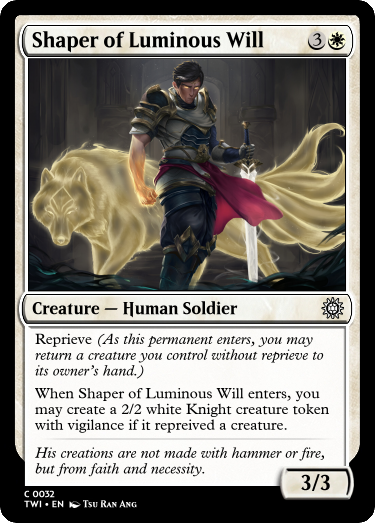 Shaper of Luminous Will 3
Creature — Human Soldier
Reprieve (As this permanent enters, you may
return a creature you control without reprieve to
its owner's hand.)
When Shaper of Luminous Will enters, you
may create a 2/2 white Knight creature token
with vigilance if it repreived a creature.
His creations are not made with hammer or fire,
but from faith and necessity.
3/3
C 0032
TWI • EN Tsu Ran Ang